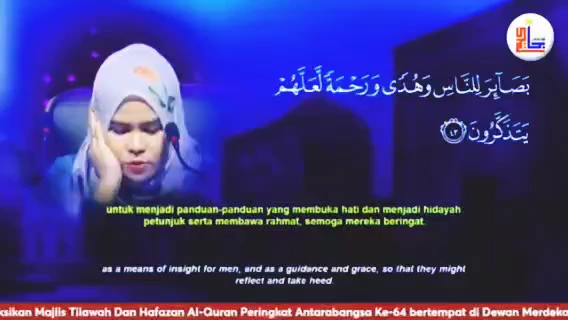 بَصَآئِرَ لِلنَّاسِ وَهُدًى وَرَحْمَةً لَّعَلَّهُمْ
يَتَذَكَّرُونَ ﴿٤٣﴾
untuk menjadi panduan-panduan yang membuka hati dan menjadi hidayah
petunjuk serta membawa rahmat, semoga mereka beringat.
as a means of insight for men, and as a guidance and grace, so that they might
reflect and take heed.
ksikan Majlis Tilawah Dan Hafazan Al-Quran Peringkat Antarabangsa Ke-64 bertempat di Dewan Merdeka